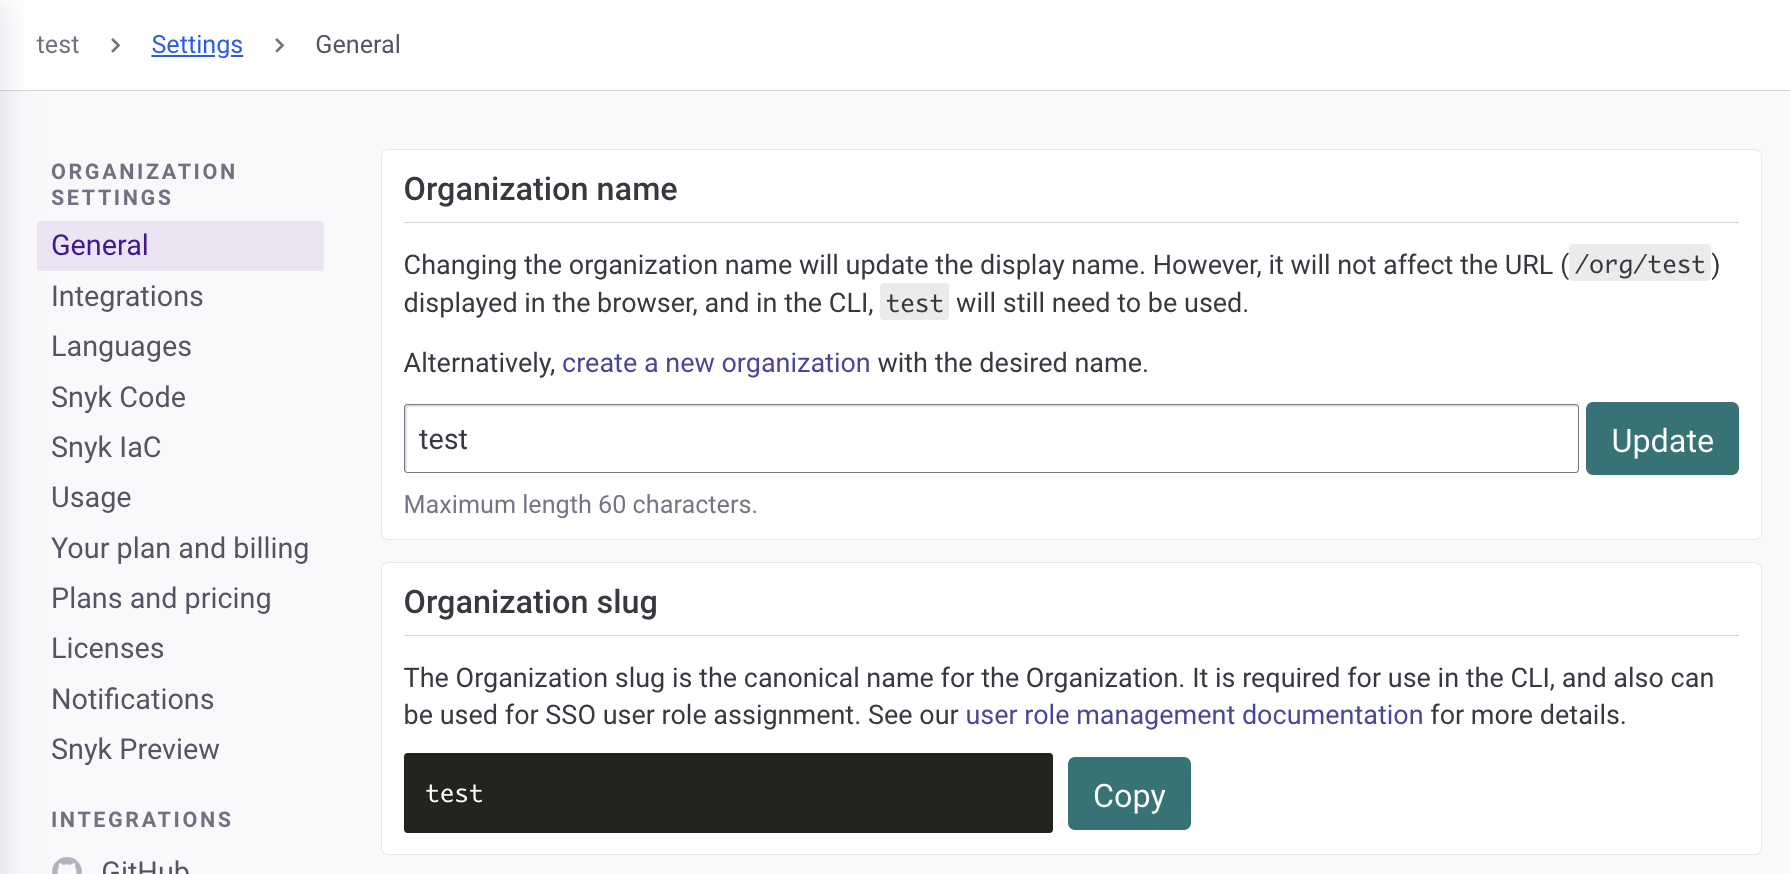 test > Settings > General
ORGANIZATION
SETTINGS
General
Integrations
Languages
Snyk Code
Snyk IaC
Usage
Your plan and billing
Plans and pricing
Licenses
Notifications
Snyk Preview
INTEGRATIONS
GitHub
Organization name
Changing the organization name will update the display name. However, it will not affect the URL (/org/test)
displayed in the browser, and in the CLI, test will still need to be used.
Alternatively, create a new organization with the desired name.
test
Update
Maximum length 60 characters.
Organization slug
The Organization slug is the canonical name for the Organization. It is required for use in the CLI, and also can
be used for SSO user role assignment. See our user role management documentation for more details.
test
Copy